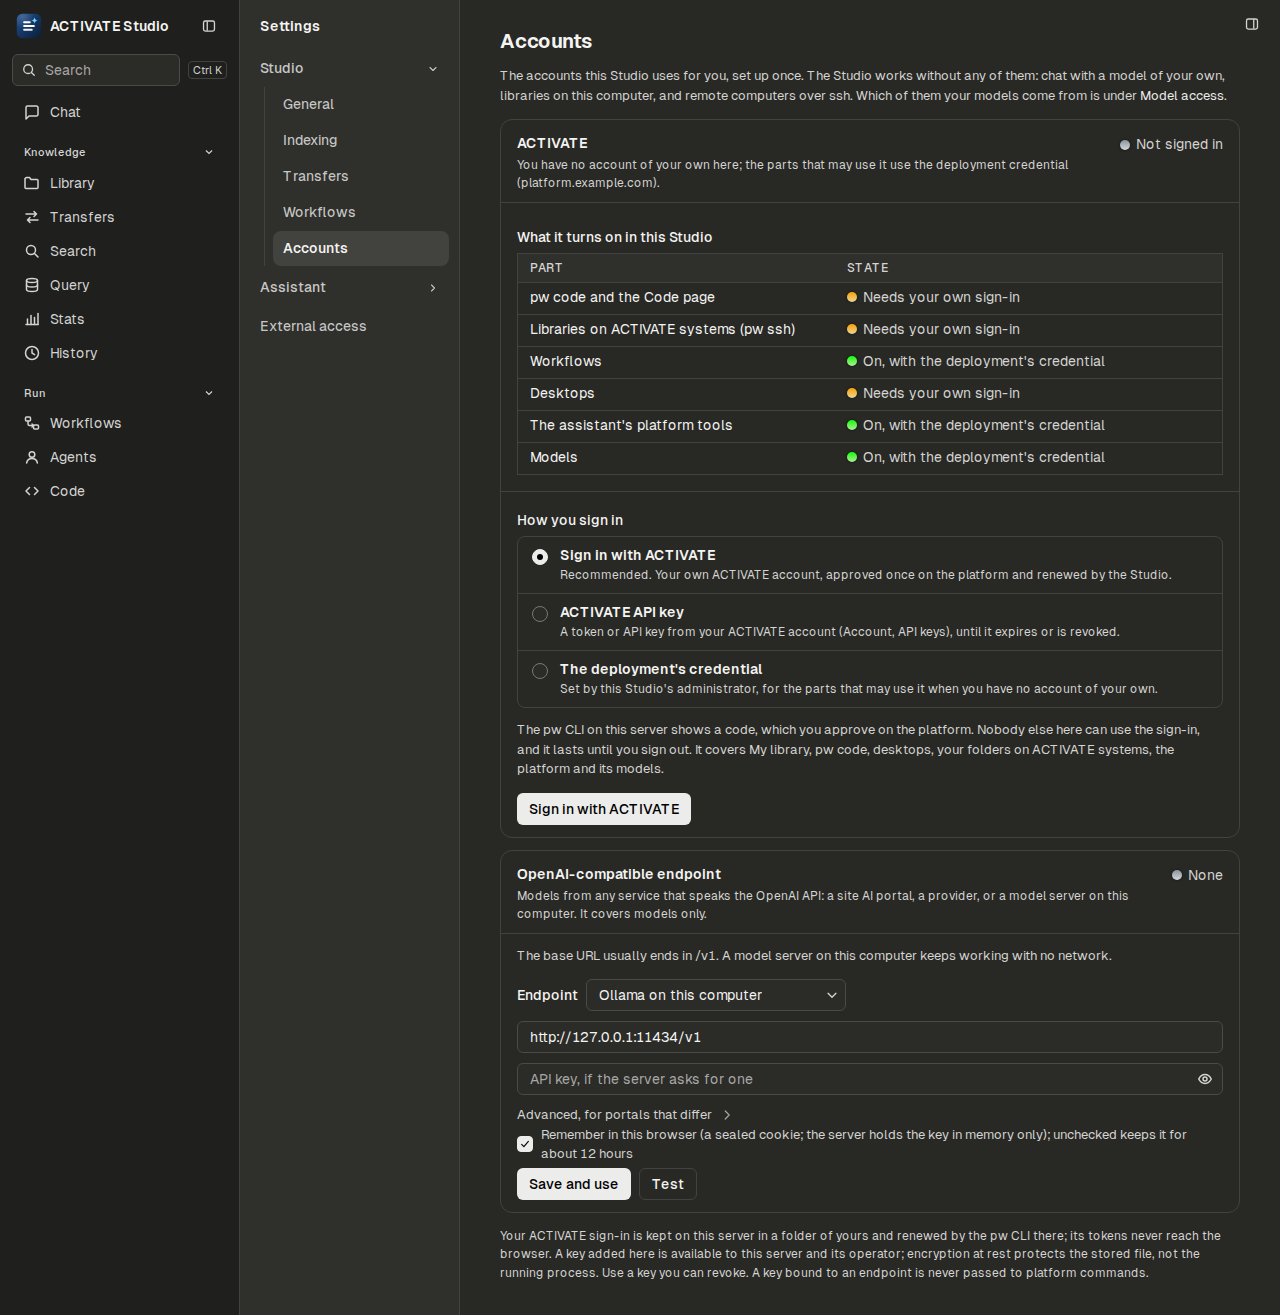 ACTIVATE Studio
Search
Ctrl K
Chat
Knowledge
Library
Transfers
Search
Query
Stats
History
Run
Workflows
Agents
Code
Settings
Studio
General
Indexing
Transfers
Workflows
Accounts
Assistant
External access
Accounts
The accounts this Studio uses for you, set up once. The Studio works without any of them: chat with a model of your own,
libraries on this computer, and remote computers over ssh. Which of them your models come from is under Model access.
ACTIVATE
Not signed in
You have no account of your own here; the parts that may use it use the deployment credential
(platform.example.com).
What it turns on in this Studio
PART STATE
pw code and the Code page Needs your own sign-in
Libraries on ACTIVATE systems (pw ssh) Needs your own sign-in
Workflows On, with the deployment's credential
Desktops Needs your own sign-in
The assistant's platform tools On, with the deployment's credential
Models On, with the deployment's credential
How you sign in
Sign in with ACTIVATE
Recommended. Your own ACTIVATE account, approved once on the platform and renewed by the Studio.
ACTIVATE API key
A token or API key from your ACTIVATE account (Account, API keys), until it expires or is revoked.
The deployment's credential
Set by this Studio's administrator, for the parts that may use it when you have no account of your own.
The pw CLI on this server shows a code, which you approve on the platform. Nobody else here can use the sign-in,
and it lasts until you sign out. It covers My library, pw code, desktops, your folders on ACTIVATE systems, the
platform and its models.
Sign in with ACTIVATE
OpenAI-compatible endpoint
None
Models from any service that speaks the OpenAI API: a site AI portal, a provider, or a model server on this
computer. It covers models only.
The base URL usually ends in /v1. A model server on this computer keeps working with no network.
Endpoint Ollama on this computer
http://127.0.0.1:11434/v1
API key, if the server asks for one
Advanced, for portals that differ
Remember in this browser (a sealed cookie; the server holds the key in memory only); unchecked keeps it for
about 12 hours
Save and use Test
Your ACTIVATE sign-in is kept on this server in a folder of yours and renewed by the pw CLI there; its tokens never reach the
browser. A key added here is available to this server and its operator; encryption at rest protects the stored file, not the
running process. Use a key you can revoke. A key bound to an endpoint is never passed to platform commands.